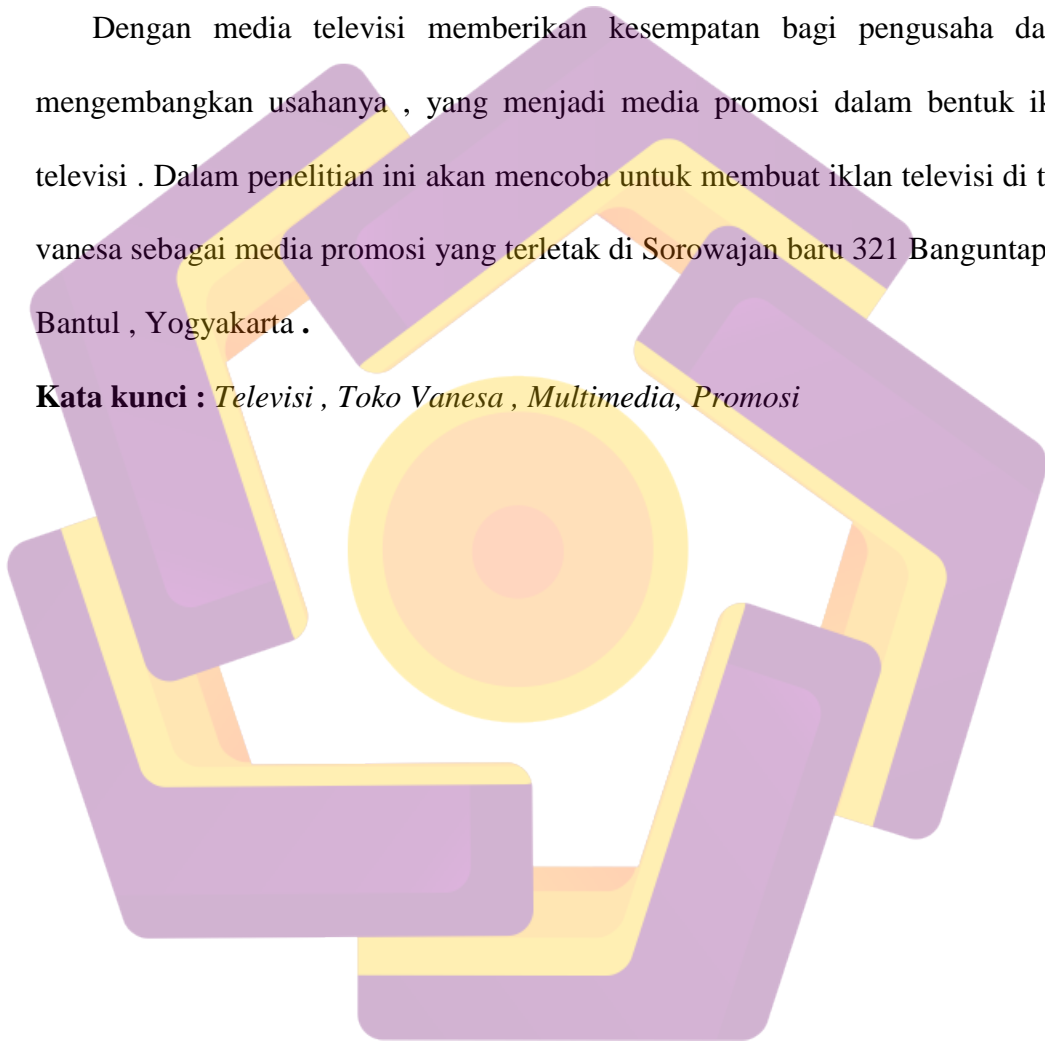 Dengan media televisi memberikan kesempatan bagi pengusaha da
mengembangkan usahanya , yang menjadi media promosi dalam bentuk ik
televisi . Dalam penelitian ini akan mencoba untuk membuat iklan televisi di t
vanesa sebagai media promosi yang terletak di Sorowajan baru 321 Banguntap
Bantul , Yogyakarta .
Kata kunci : Televisi , Toko Vanesa , Multimedia, Promosi